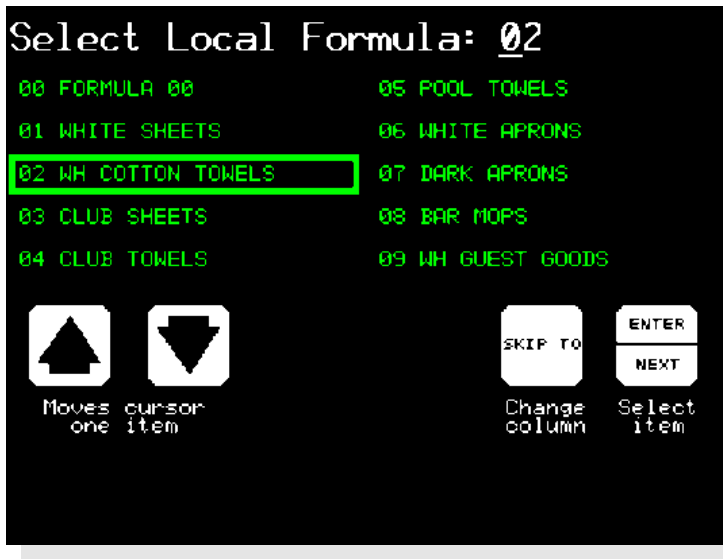 Select Local Formula: 02
00 FORMULA 00
01 WHITE SHEETS
02 WH COTTON TOWELS
03 CLUB SHEETS
04 CLUB TOWELS
05 POOL TOWELS
06 WHITE APRONS
07 DARK APRONS
08 BAR MOPS
09 WH GUEST GOODS
Moves cursor
one item
SKIP TO
Change
column
ENTER
NEXT
Select
item